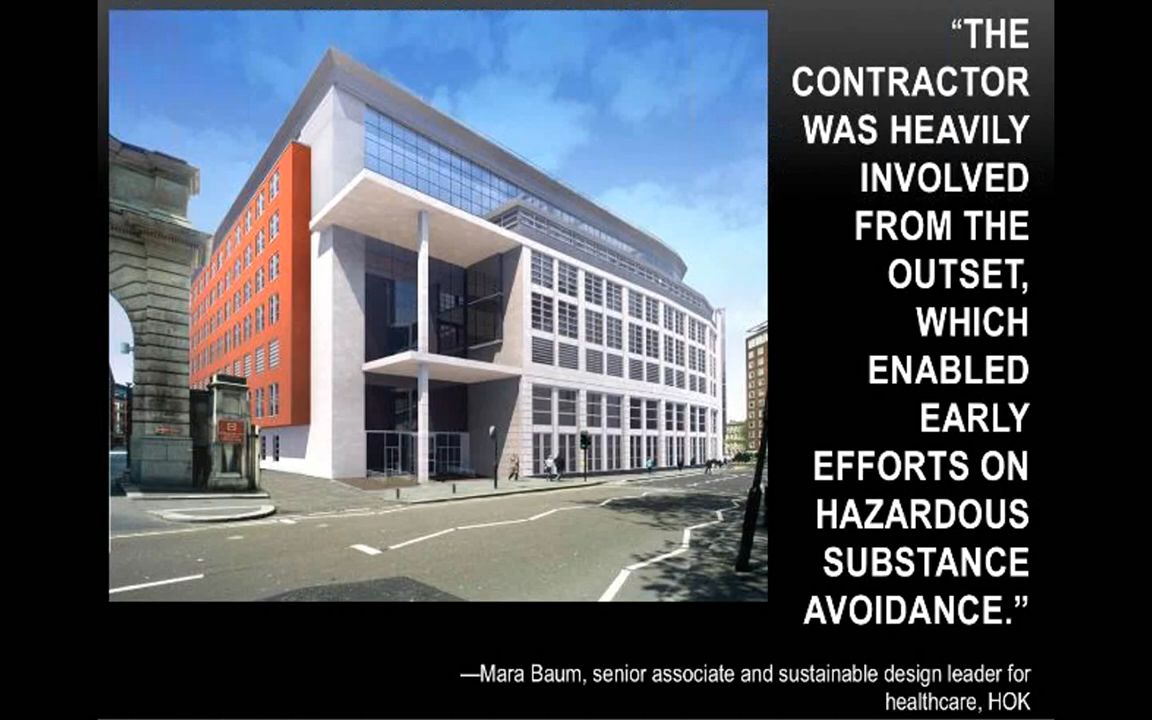 “THE
CONTRACTOR
WAS HEAVILY
INVOLVED
FROM THE
OUTSET,
WHICH
ENABLED
EARLY
EFFORTS ON
HAZARDOUS
SUBSTANCE
AVOIDANCE.”
—Mara Baum, senior associate and sustainable design leader for
healthcare, HOK